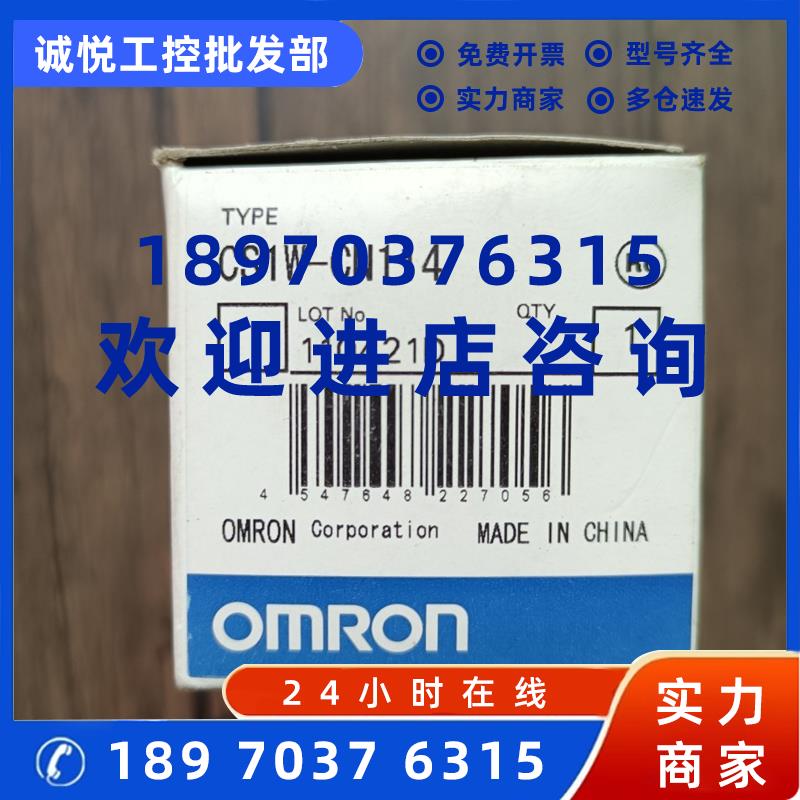 诚悦工控批发部
免费开票
型号齐全
实力商家
多仓速发
TYPE
18970376315
LOT No.
QTY
1
欢迎进店咨询
4 547648 227056
OMRON Corporation MADE IN CHINA
OMRON
24小时在线
189 7037 6315
实力
商家